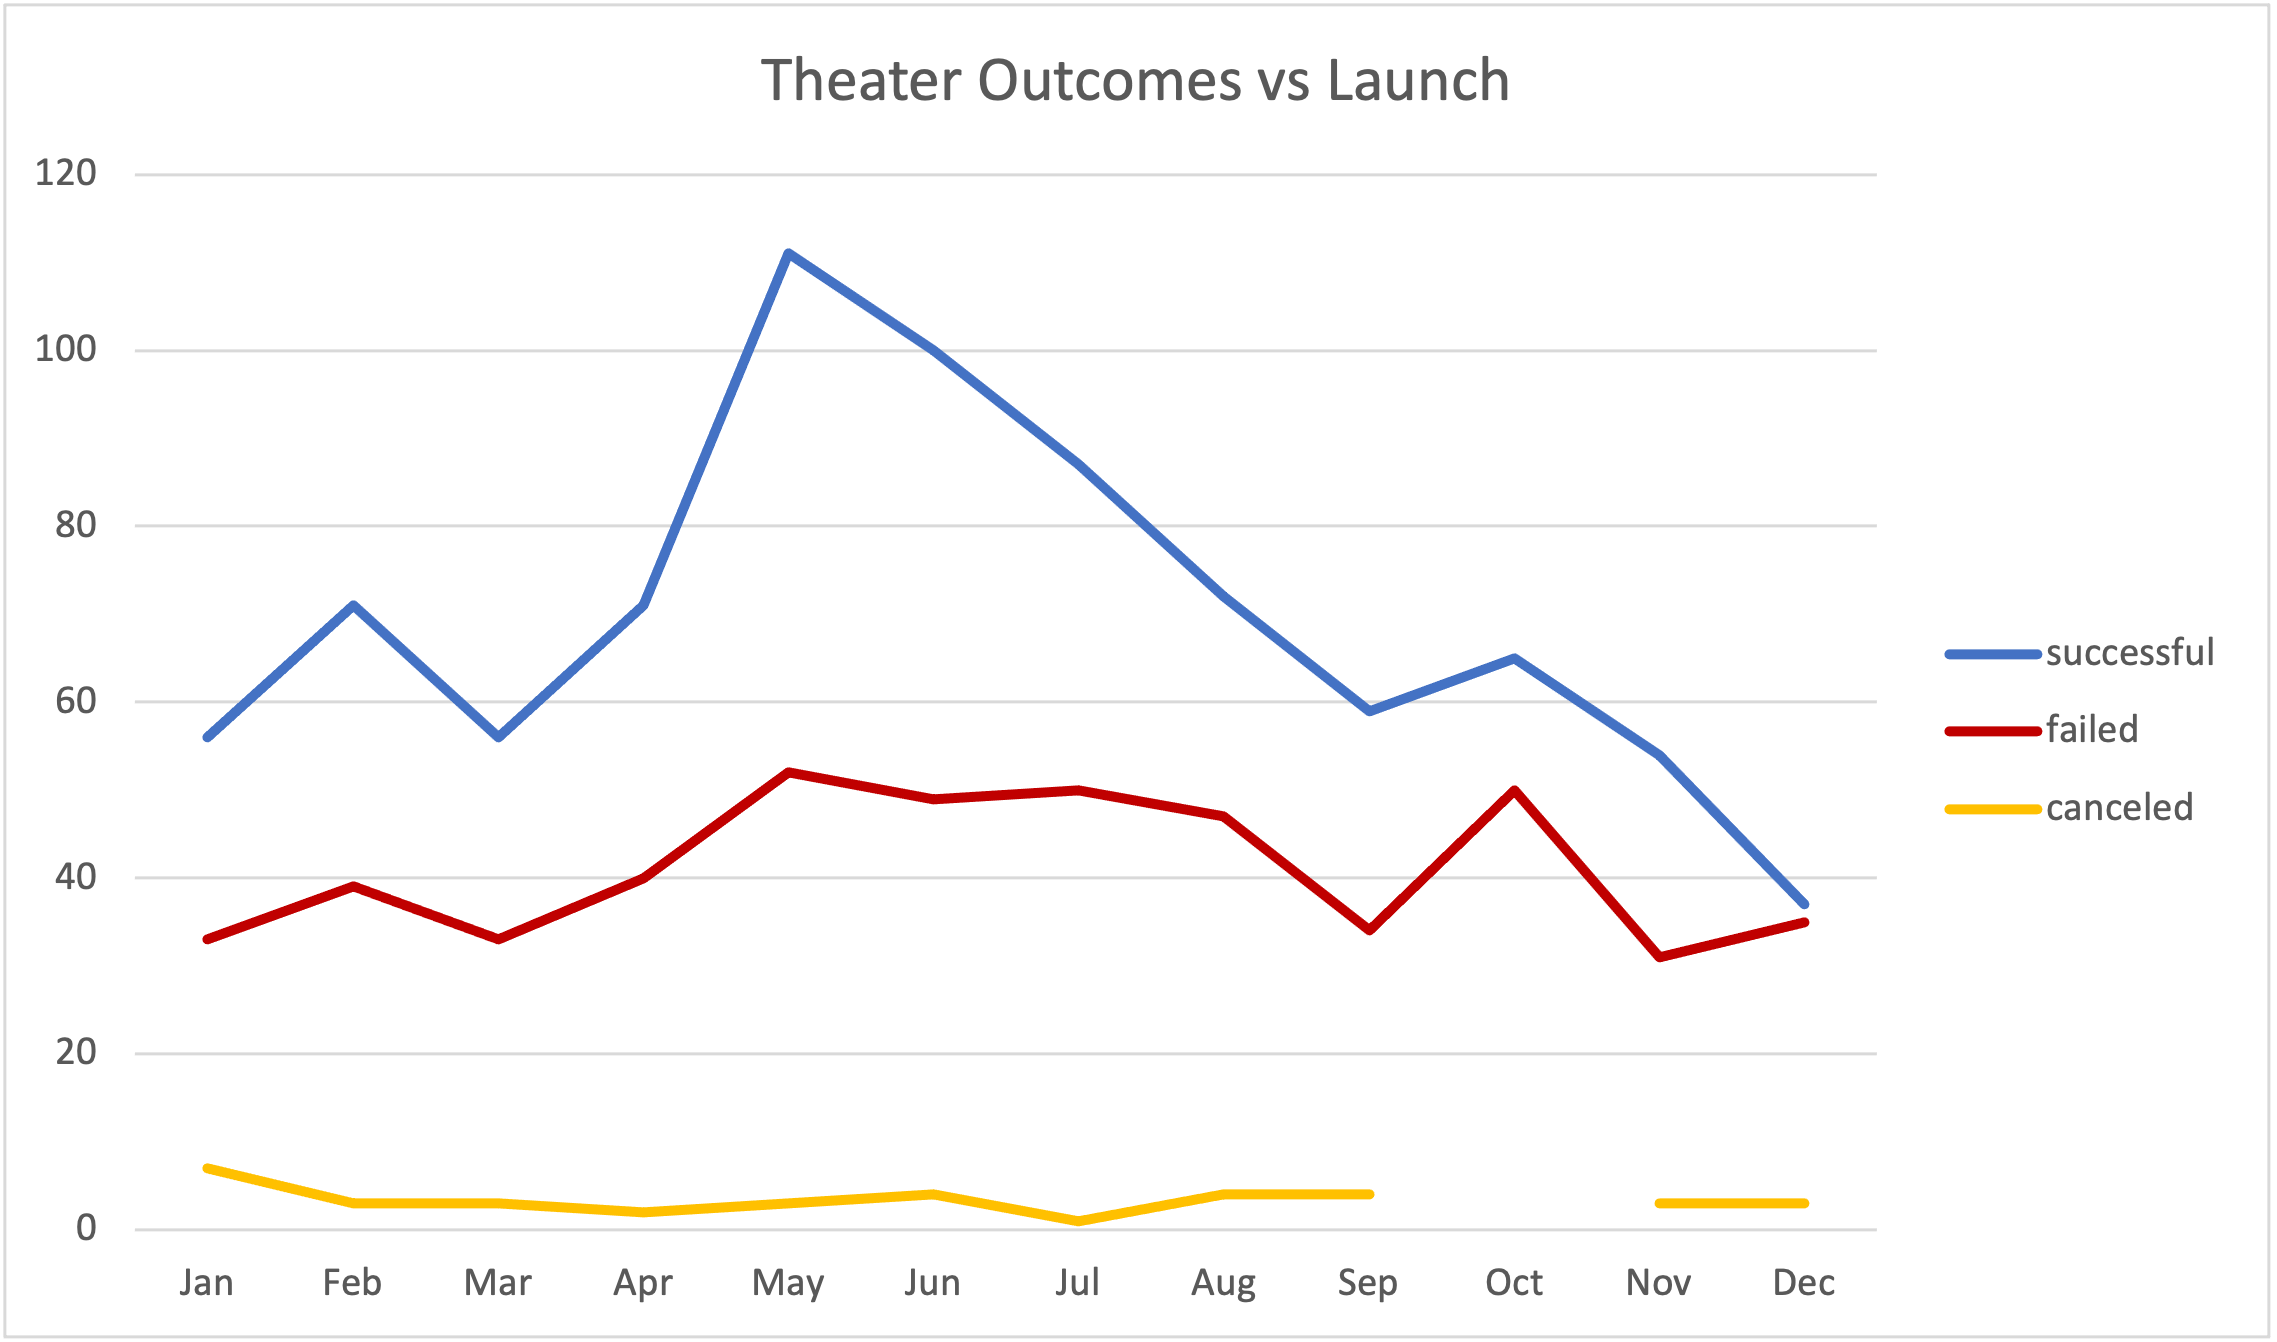 Theater Outcomes vs Launch
120
100
80
60
40
20
0
Jan Feb Mar Apr May Jun Jul Aug Sep Oct Nov Dec
successful
failed
canceled